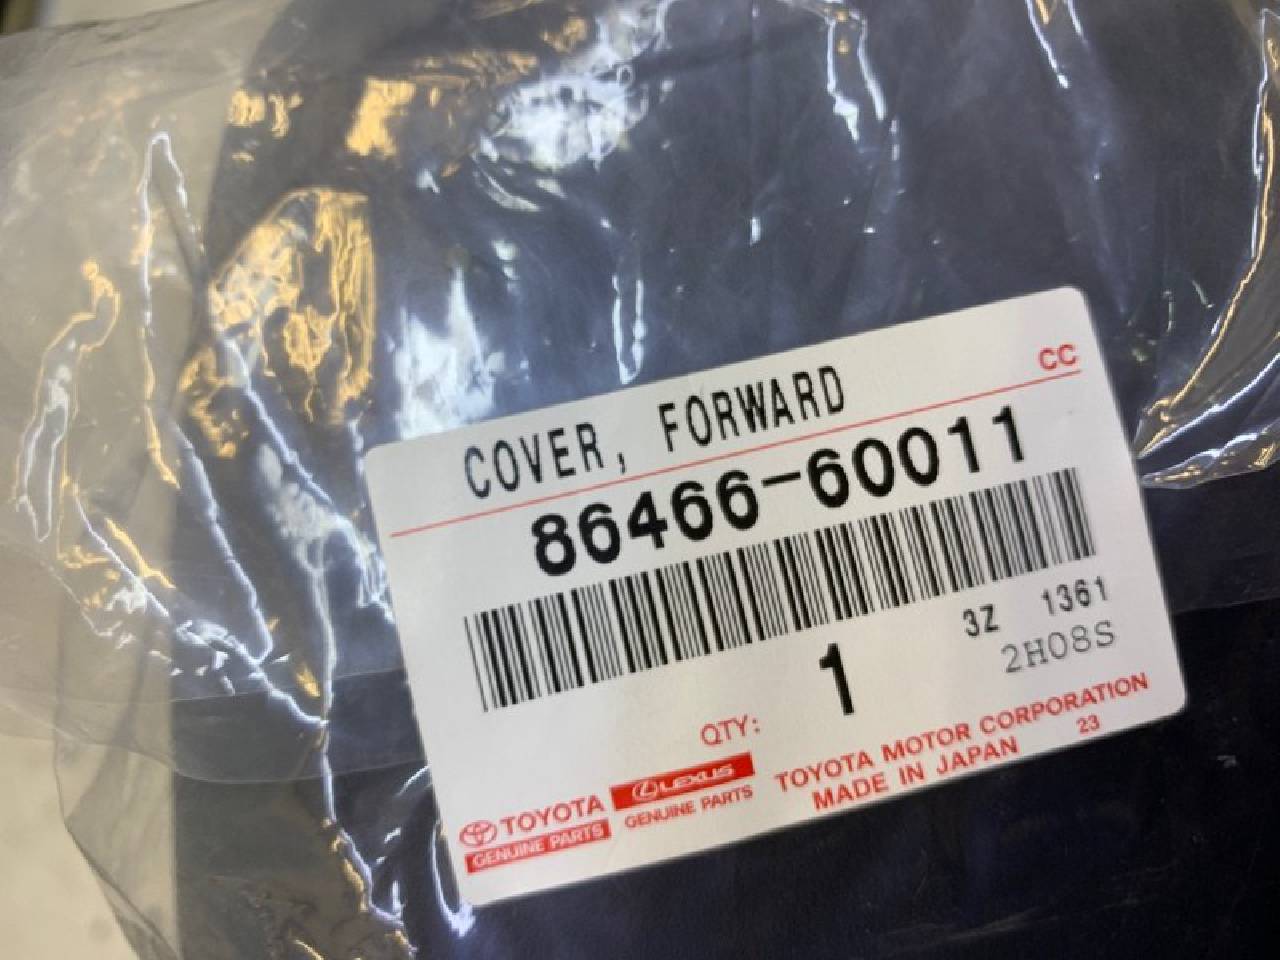 CC
COVER, FORWARD
86466-60011
3Z 1361
2H08S
QTY: 1
TOYOTA
GENUINE PARTS
LEXUS
GENUINE PARTS
TOYOTA MOTOR CORPORATION
MADE IN JAPAN 23